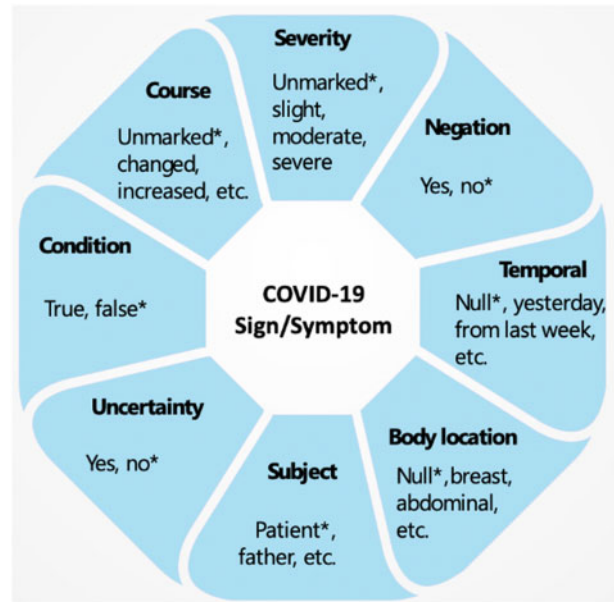 Severity
Unmarked*,
slight,
moderate,
severe
Negation
Yes, no*
Temporal
Null*, yesterday,
from last week,
etc.
Body location
Null*,breast,
abdominal,
etc.
Subject
Patient*,
father, etc.
Uncertainty
Yes, no*
Condition
True, false*
Course
Unmarked*,
changed,
increased, etc.
COVID-19
Sign/Symptom